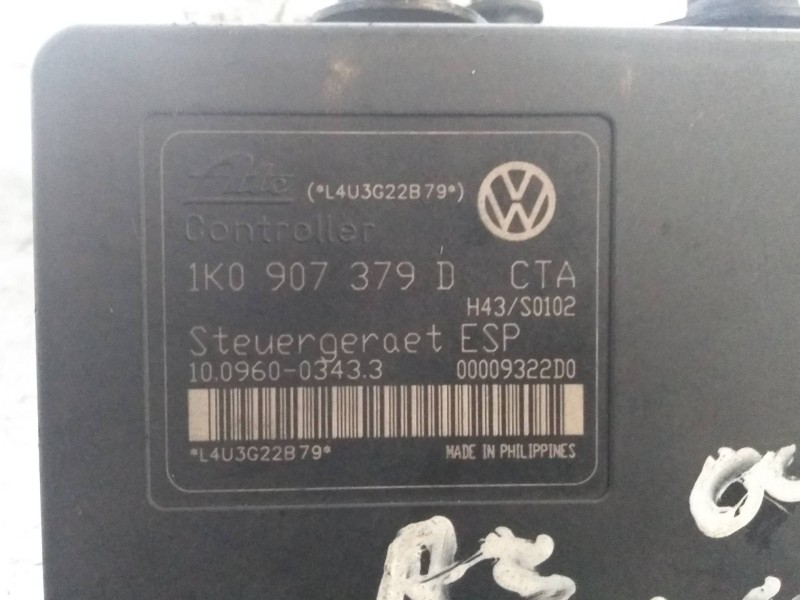 Ate (*L4U3G22B79*)
Controller
1K0 907 379 D CTA
H43/S0102
Steuergeraet ESP
10.0960-0343.3 00009322D0
*L4U3G22B79* MADE IN PHILIPPINES